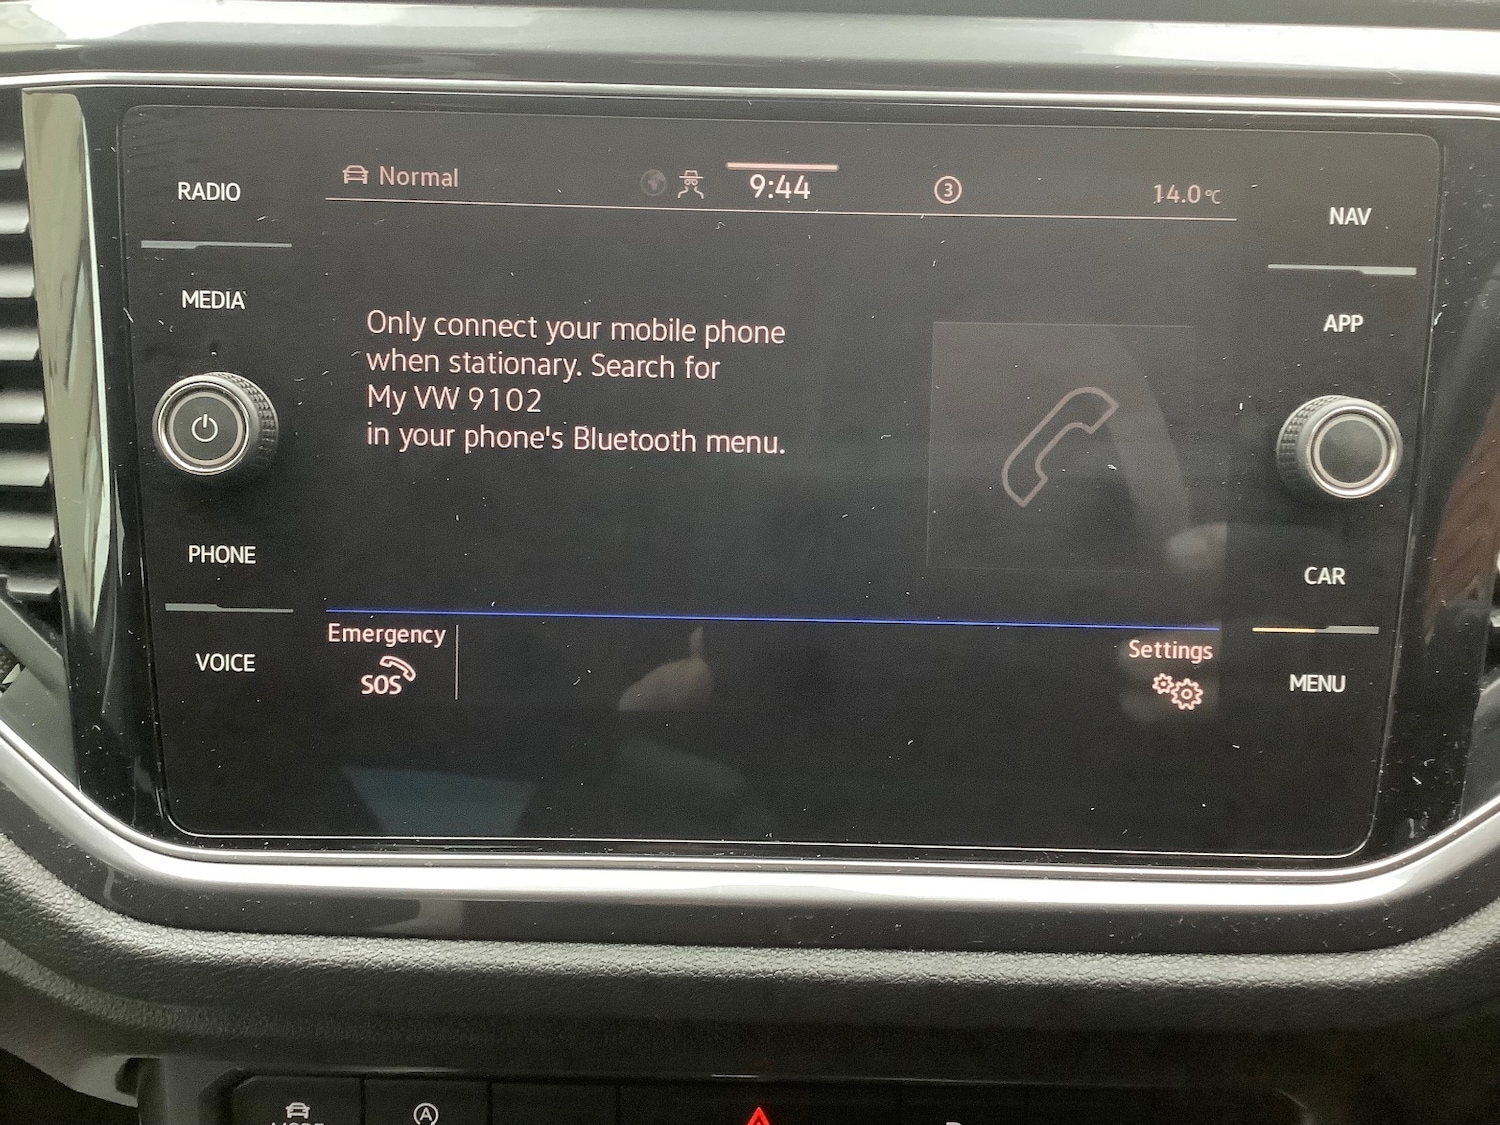 RADIO
Normal
9:44
3
14.0 °C
NAV
MEDIA
APP
Only connect your mobile phone
when stationary. Search for
My VW 9102
in your phone's Bluetooth menu.
PHONE
CAR
Emergency
SOS
Settings
VOICE
MENU
A